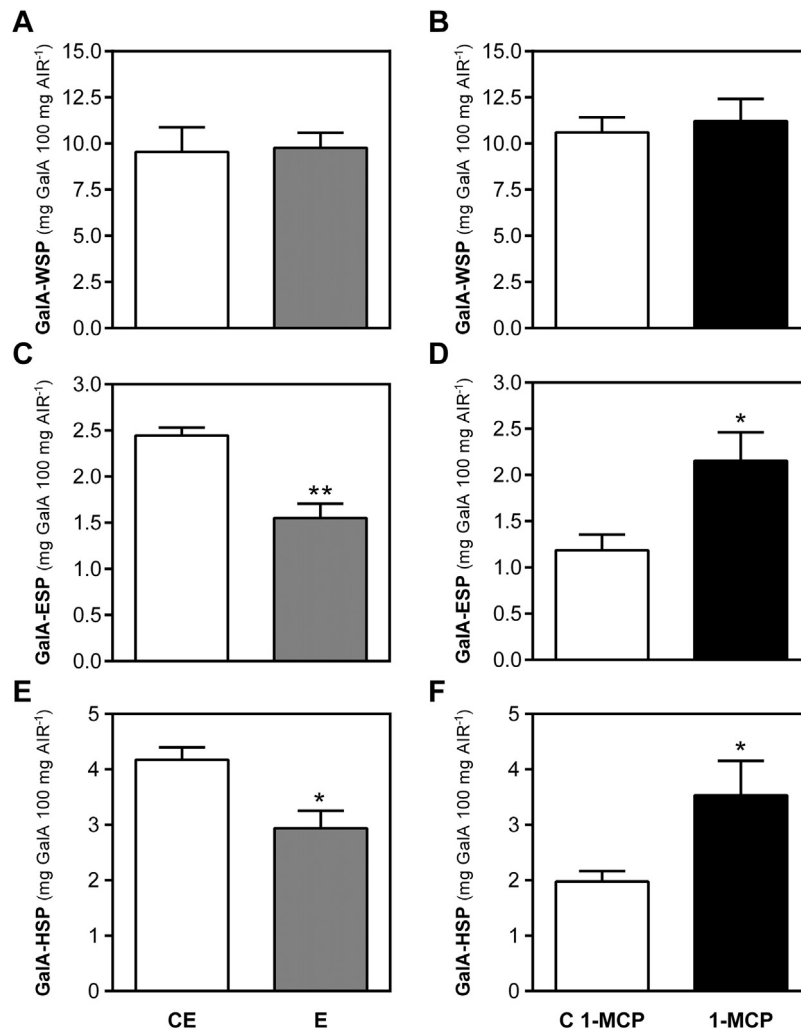 A
GalA-WSP (mg GalA 100 mg AIR⁻¹)
15.0
12.5
10.0
7.5
5.0
2.5
0.0
B
GalA-WSP (mg GalA 100 mg AIR⁻¹)
15.0
12.5
10.0
7.5
5.0
2.5
0.0
C
GalA-ESP (mg GalA 100 mg AIR⁻¹)
3.0
2.5
2.0
1.5
1.0
0.5
0.0
**
D
GalA-ESP (mg GalA 100 mg AIR⁻¹)
3.0
2.5
2.0
1.5
1.0
0.5
0.0
*
E
GalA-HSP (mg GalA 100 mg AIR⁻¹)
5
4
3
2
1
0
*
CE
E
F
GalA-HSP (mg GalA 100 mg AIR⁻¹)
5
4
3
2
1
0
*
C 1-MCP
1-MCP